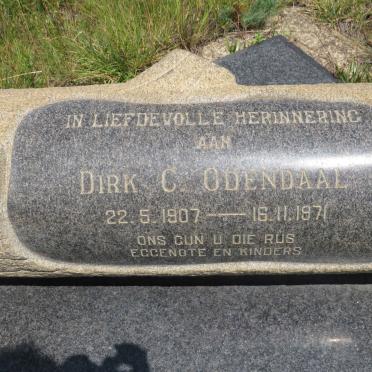 IN LIEFDEVOLLE HERINNERING
AAN
DIRK C. ODENDAAL
22.5.1907 — 16.11.1971
ONS GUN U DIE RUS
EGGENOTE EN KINDERS